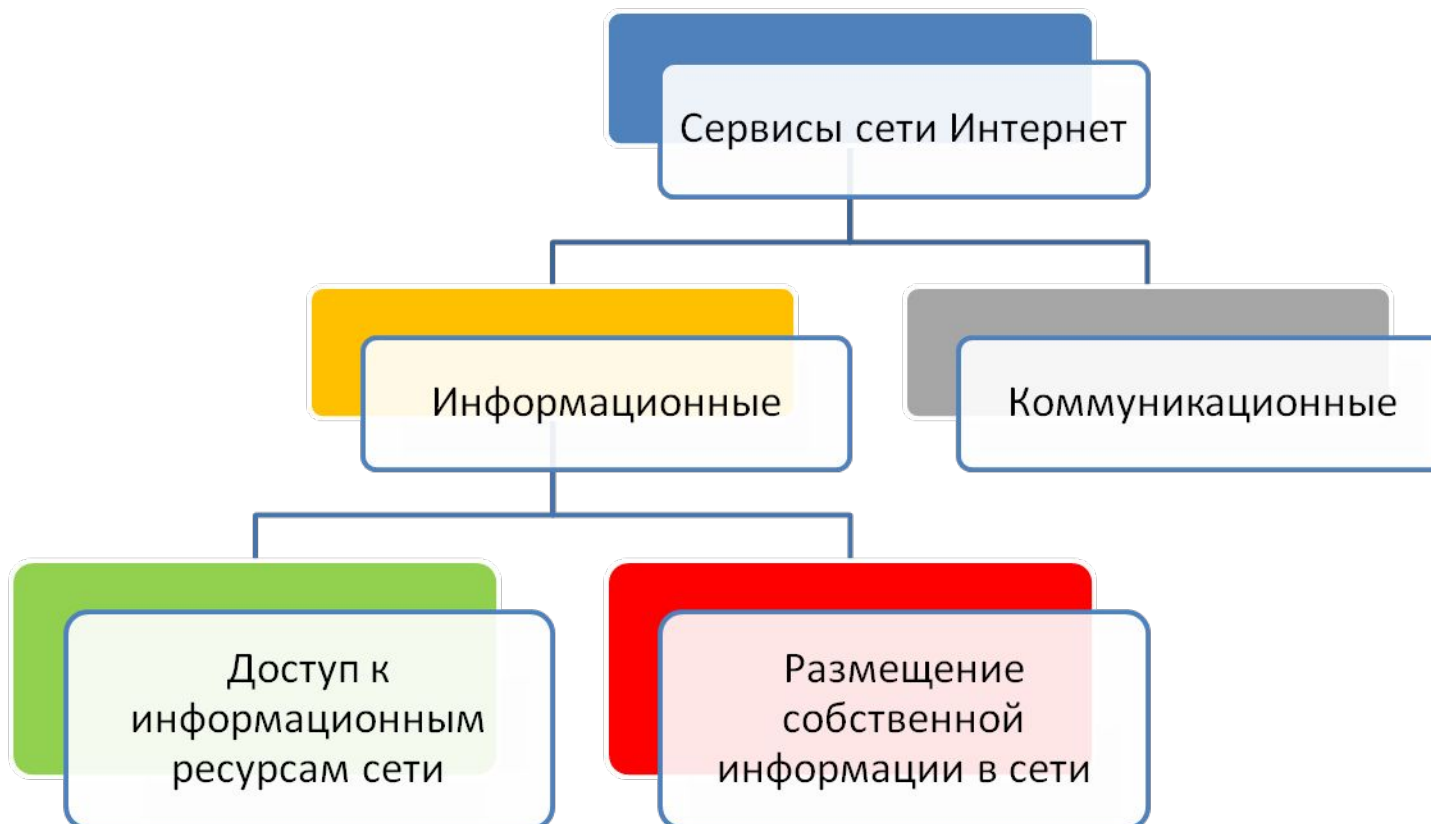 Сервисы сети Интернет
Информационные
Коммуникационные
Доступ к
информационным
ресурсам сети
Размещение
собственной
информации в сети